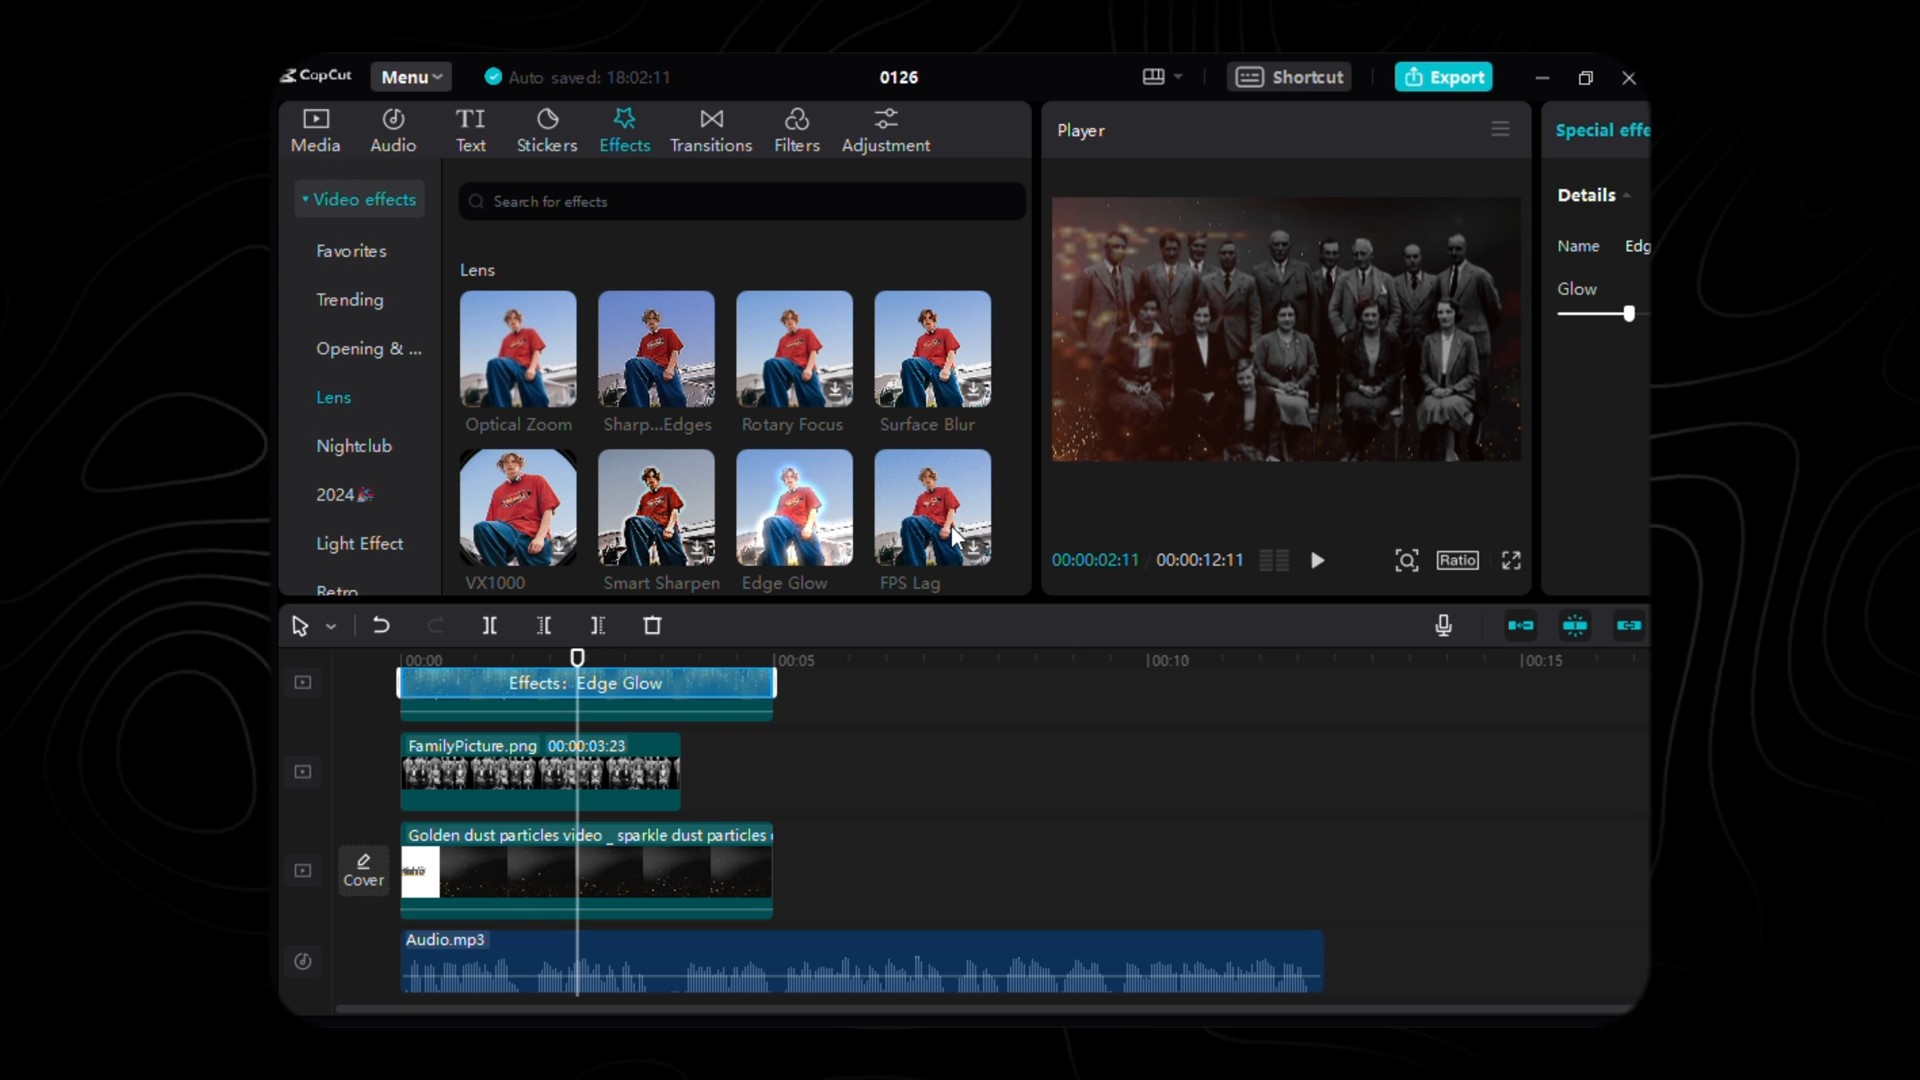 CapCut
Menu
Auto saved: 18:02:11
0126
Shortcut
Export
Media
Audio
TI
Text
Stickers
Effects
Transitions
Filters
Adjustment
Player
Special effe
Video effects
Search for effects
Details
Favorites
Name Edg
Trending
Lens
Glow
Opening & ...
Lens
Optical Zoom
Sharp...Edges
Rotary Focus
Surface Blur
Nightclub
2024🎉
Light Effect
Retro
VX1000
Smart Sharpen
Edge Glow
FPS Lag
00:00:02:11
00:00:12:11
Ratio
00:00
00:05
00:10
00:15
Effects: Edge Glow
FamilyPicture.png 00:00:03:23
Golden dust particles video _ sparkle dust particles
Cover
Audio.mp3